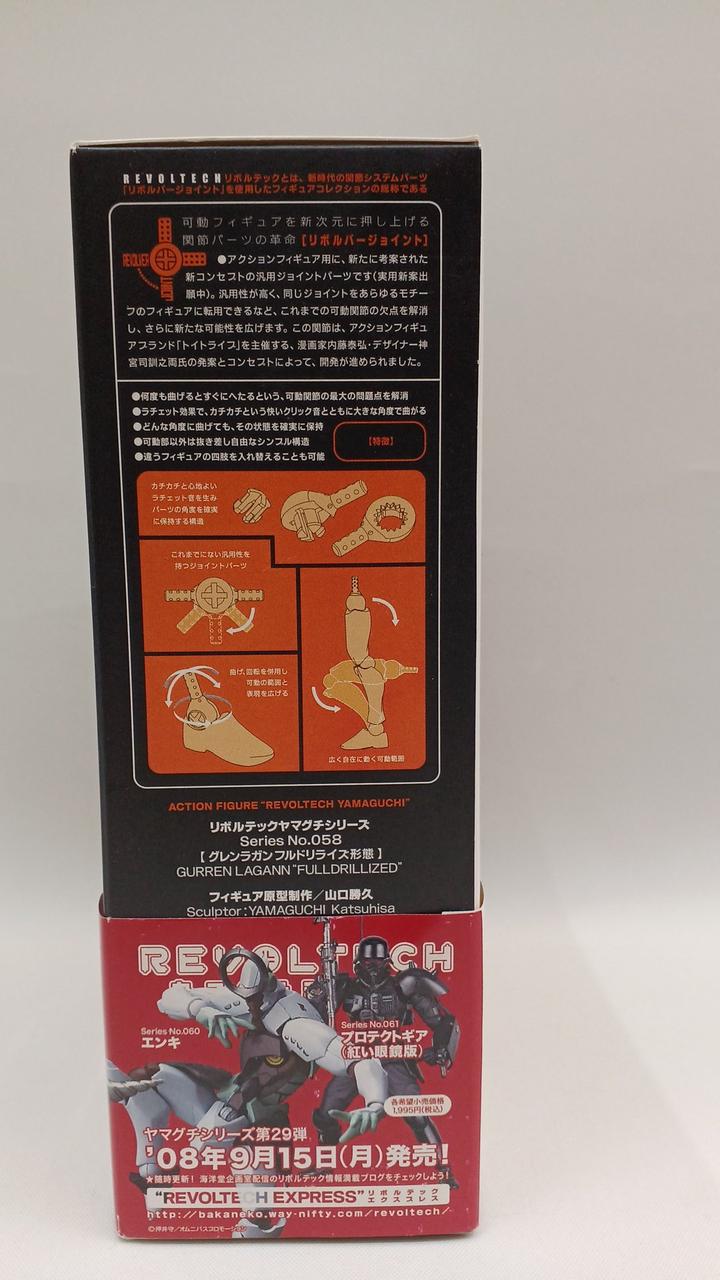 REVOLTECH リボルテックとは、新時代の関節システムパーツ
「リボルバージョイント」を使用したフィギュアコレクションの総称である
REVOLVER
JOINT
可動フィギュアを新次元に押し上げる
関節パーツの革命【リボルバージョイント】
●アクションフィギュア用に、新たに考案された
新コンセプトの汎用ジョイントパーツです(実用新案出
願中)。汎用性が高く、同じジョイントをあらゆるモチー
フのフィギュアに転用できるなど、これまでの可動関節の欠点を解消
し、さらに新たな可能性を広げます。この関節は、アクションフィギュ
アブランド「トイトライブ」を主催する、漫画家内藤泰弘・デザイナー神
宮司訓之両氏の発案とコンセプトによって、開発が進められました。
●何度も曲げるとすぐにへたるという、可動関節の最大の問題点を解消
●ラチェット効果で、カチカチという快いクリック音とともに大きな角度で曲がる
●どんな角度に曲げても、その状態を確実に保持
●可動部以外は抜き差し自由なシンプル構造
●違うフィギュアの四肢を入れ替えることも可能
【特徴】
カチカチと心地よい
ラチェット音を生み
パーツの角度を確実
に保持する構造
これまでにない汎用性を
持つジョイントパーツ
曲げ、回転を併用し
可動の範囲と
表現を広げる
広く自在に動く可動範囲
ACTION FIGURE "REVOLTECH YAMAGUCHI"
リボルテックヤマグチシリーズ
Series No.058
【 グレンラガン フルドリライズ形態 】
GURREN LAGANN "FULLDRILLIZED"
フィギュア原型制作／山口勝久
Sculptor:YAMAGUCHI Katsuhisa
REVOLTECH
Series No.060
エンキ
Series No.061
プロテクトギア
(紅い眼鏡版)
各希望小売価格
1,995円(税込)
ヤマグチシリーズ第29弾
'08年9月15日(月)発売!
★随時更新! 海洋堂企画室配信のリボルテック情報満載ブログをチェックしよう!
"REVOLTECH EXPRESS" リボルテック
エクスプレス
http://bakaneko.way-nifty.com/revoltech/
©押井守／オムニバスプロモーション